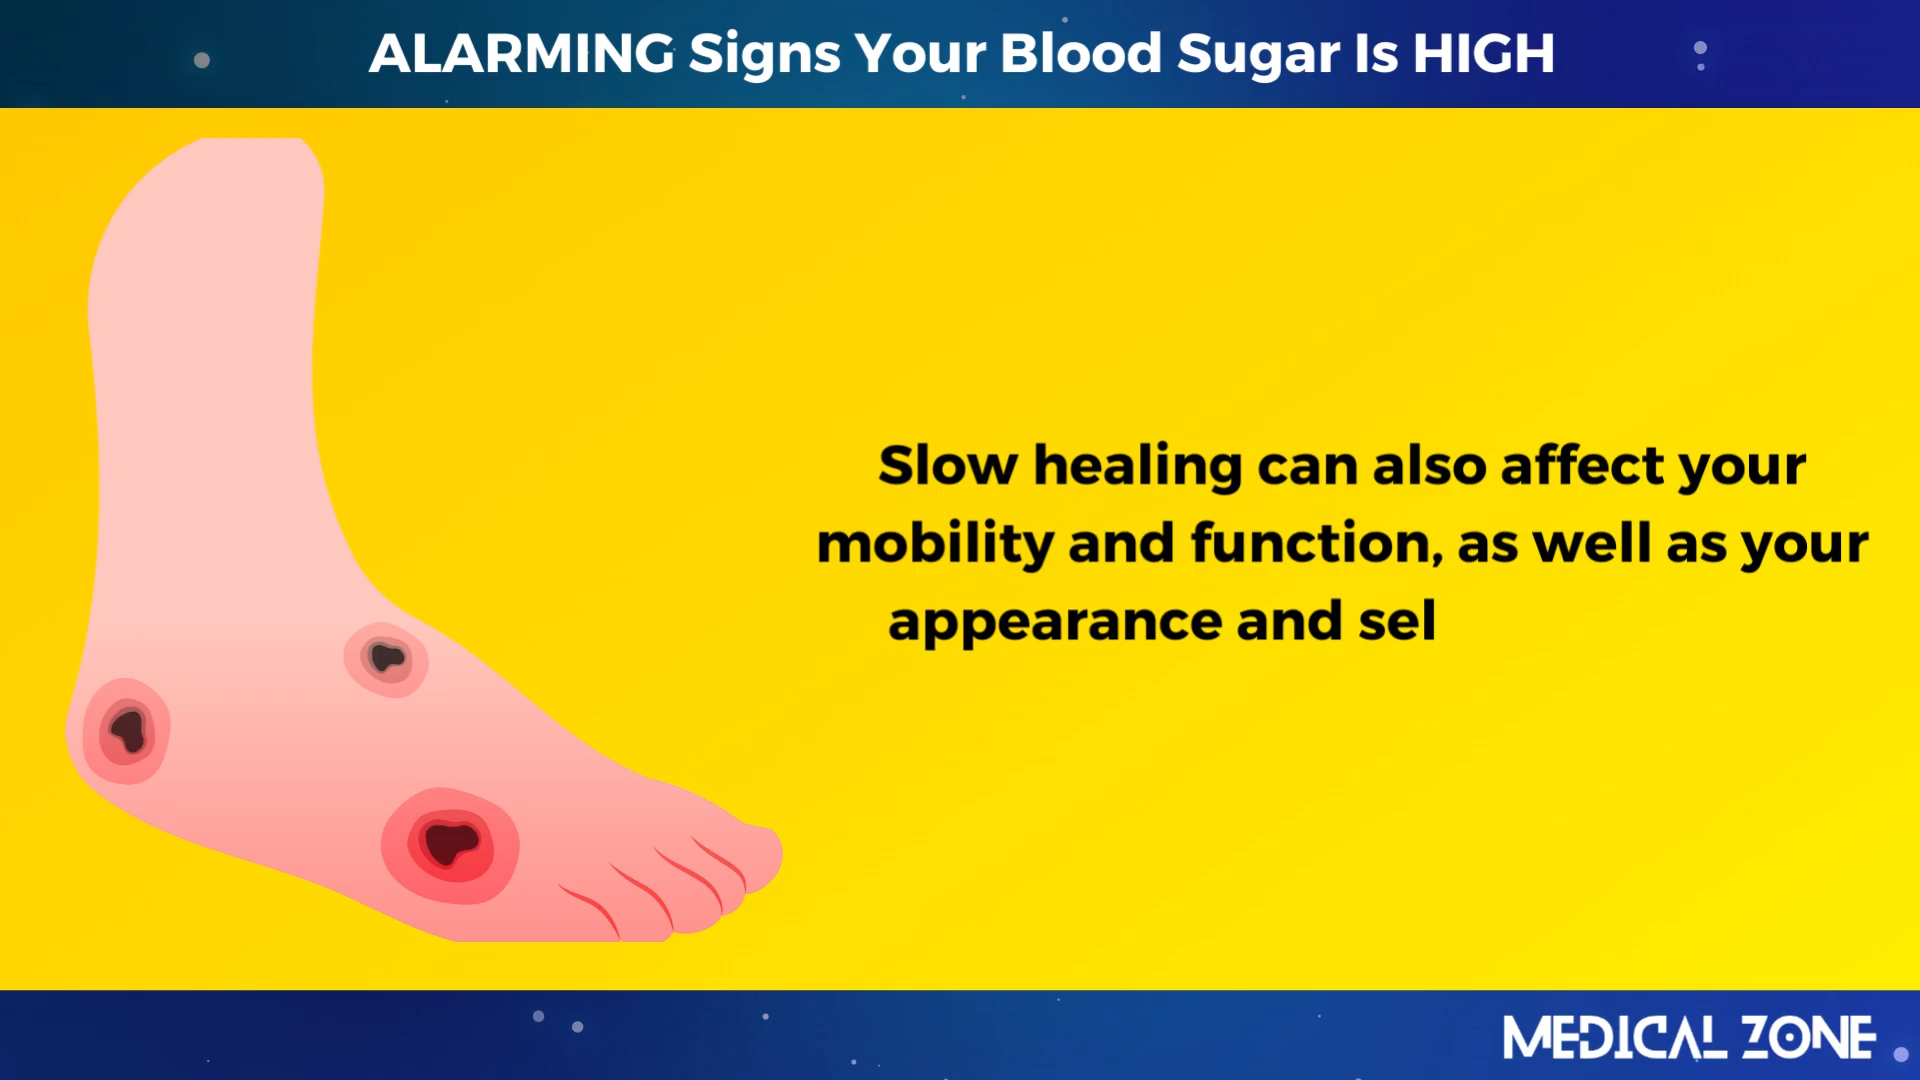 ALARMING Signs Your Blood Sugar Is HIGH
Slow healing can also affect your
mobility and function, as well as your
appearance and sel
MEDICAL ZONE